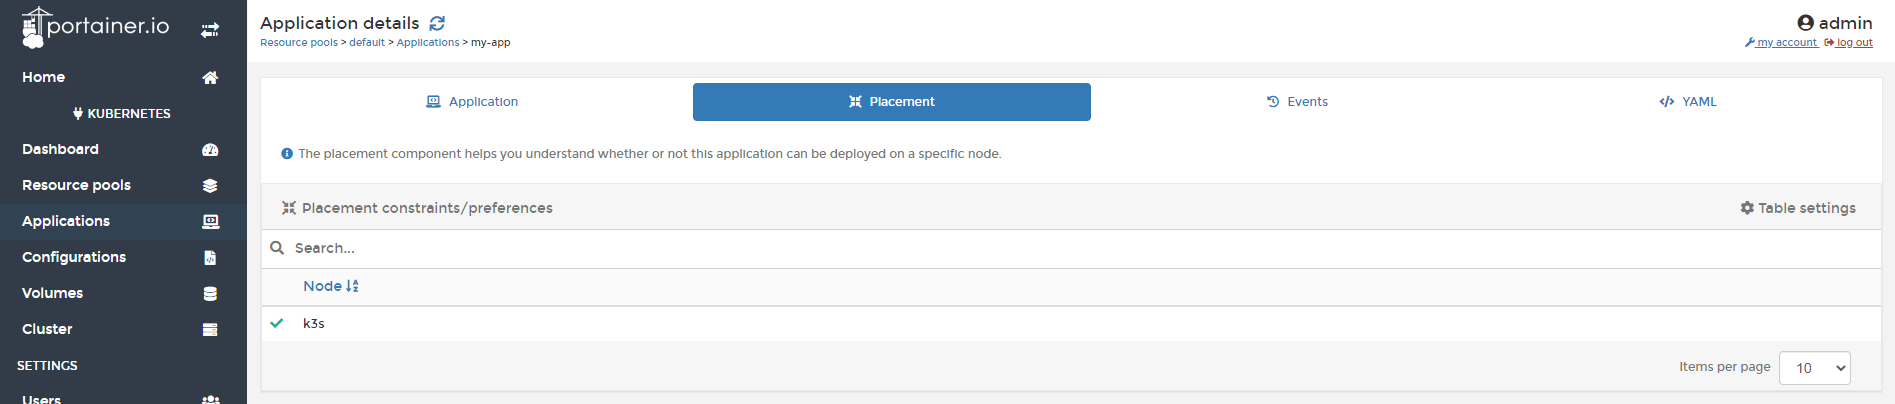 portainer.io
Home
KUBERNETES
Dashboard
Resource pools
Applications
Configurations
Volumes
Cluster
SETTINGS
Users
Application details
Resource pools > default > Applications > my-app
admin
my account log out
Application Placement Events YAML
The placement component helps you understand whether or not this application can be deployed on a specific node.
Placement constraints/preferences Table settings
Search...
Node
k3s
Items per page 10